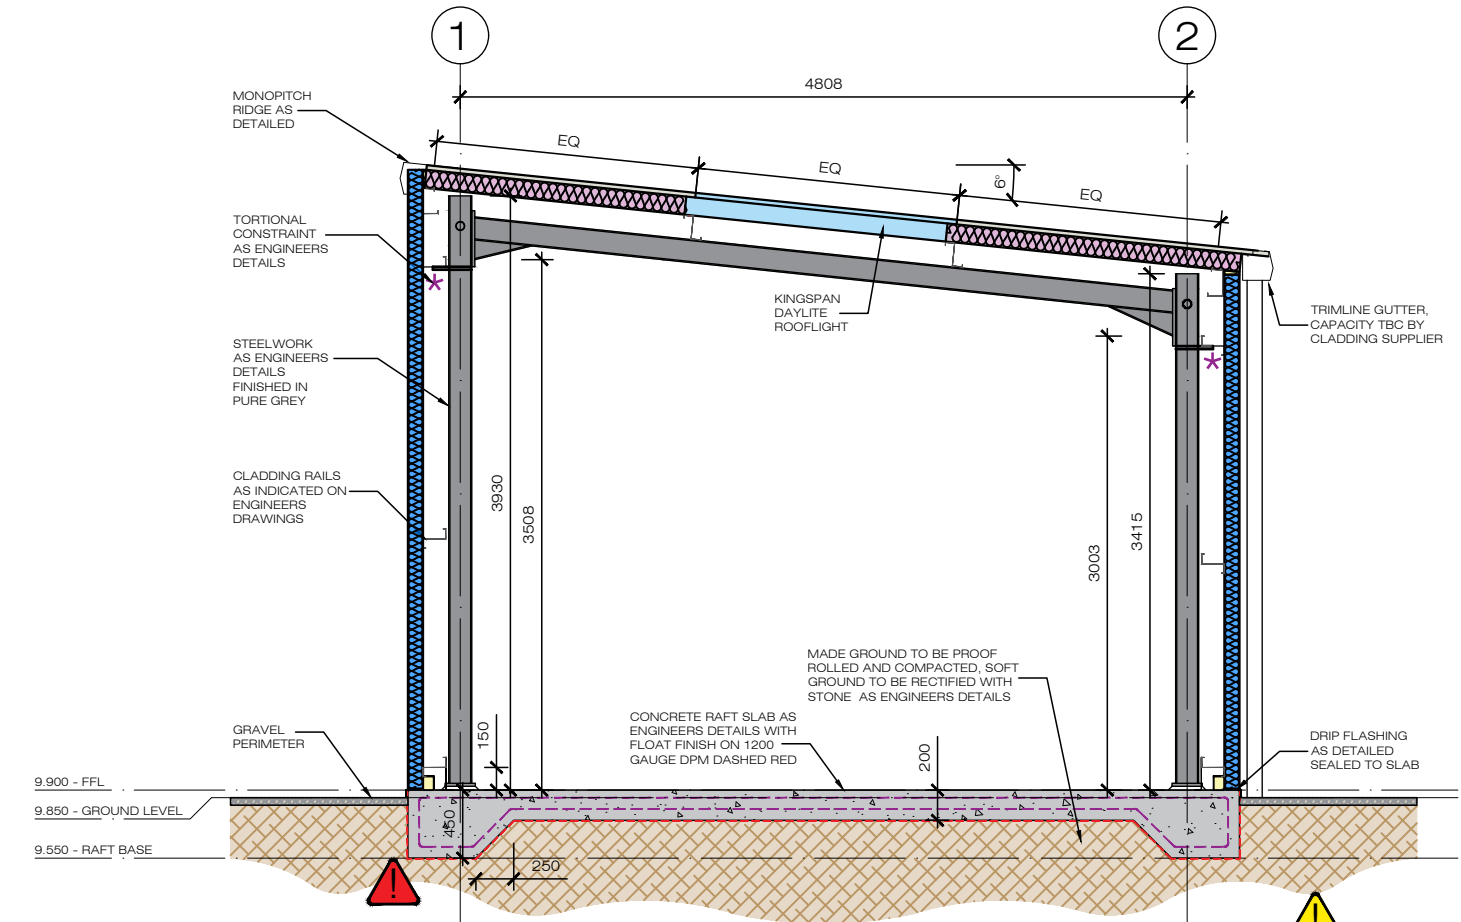 1
2
4808
MONOPITCH
RIDGE AS
DETAILED
EQ
EQ
6°
EQ
TORTIONAL
CONSTRAINT
AS ENGINEERS
DETAILS
KINGSPAN
DAYLITE
ROOFLIGHT
TRIMLINE GUTTER,
CAPACITY TBC BY
CLADDING SUPPLIER
STEELWORK
AS ENGINEERS
DETAILS
FINISHED IN
PURE GREY
CLADDING RAILS
AS INDICATED ON
ENGINEERS
DRAWINGS
3930
3508
3003
3415
MADE GROUND TO BE PROOF
ROLLED AND COMPACTED, SOFT
GROUND TO BE RECTIFIED WITH
STONE AS ENGINEERS DETAILS
CONCRETE RAFT SLAB AS
ENGINEERS DETAILS WITH
FLOAT FINISH ON 1200
GAUGE DPM DASHED RED
GRAVEL
PERIMETER
150
200
DRIP FLASHING
AS DETAILED
SEALED TO SLAB
9.900 - FFL
9.850 - GROUND LEVEL
450
9.550 - RAFT BASE
250
!
!